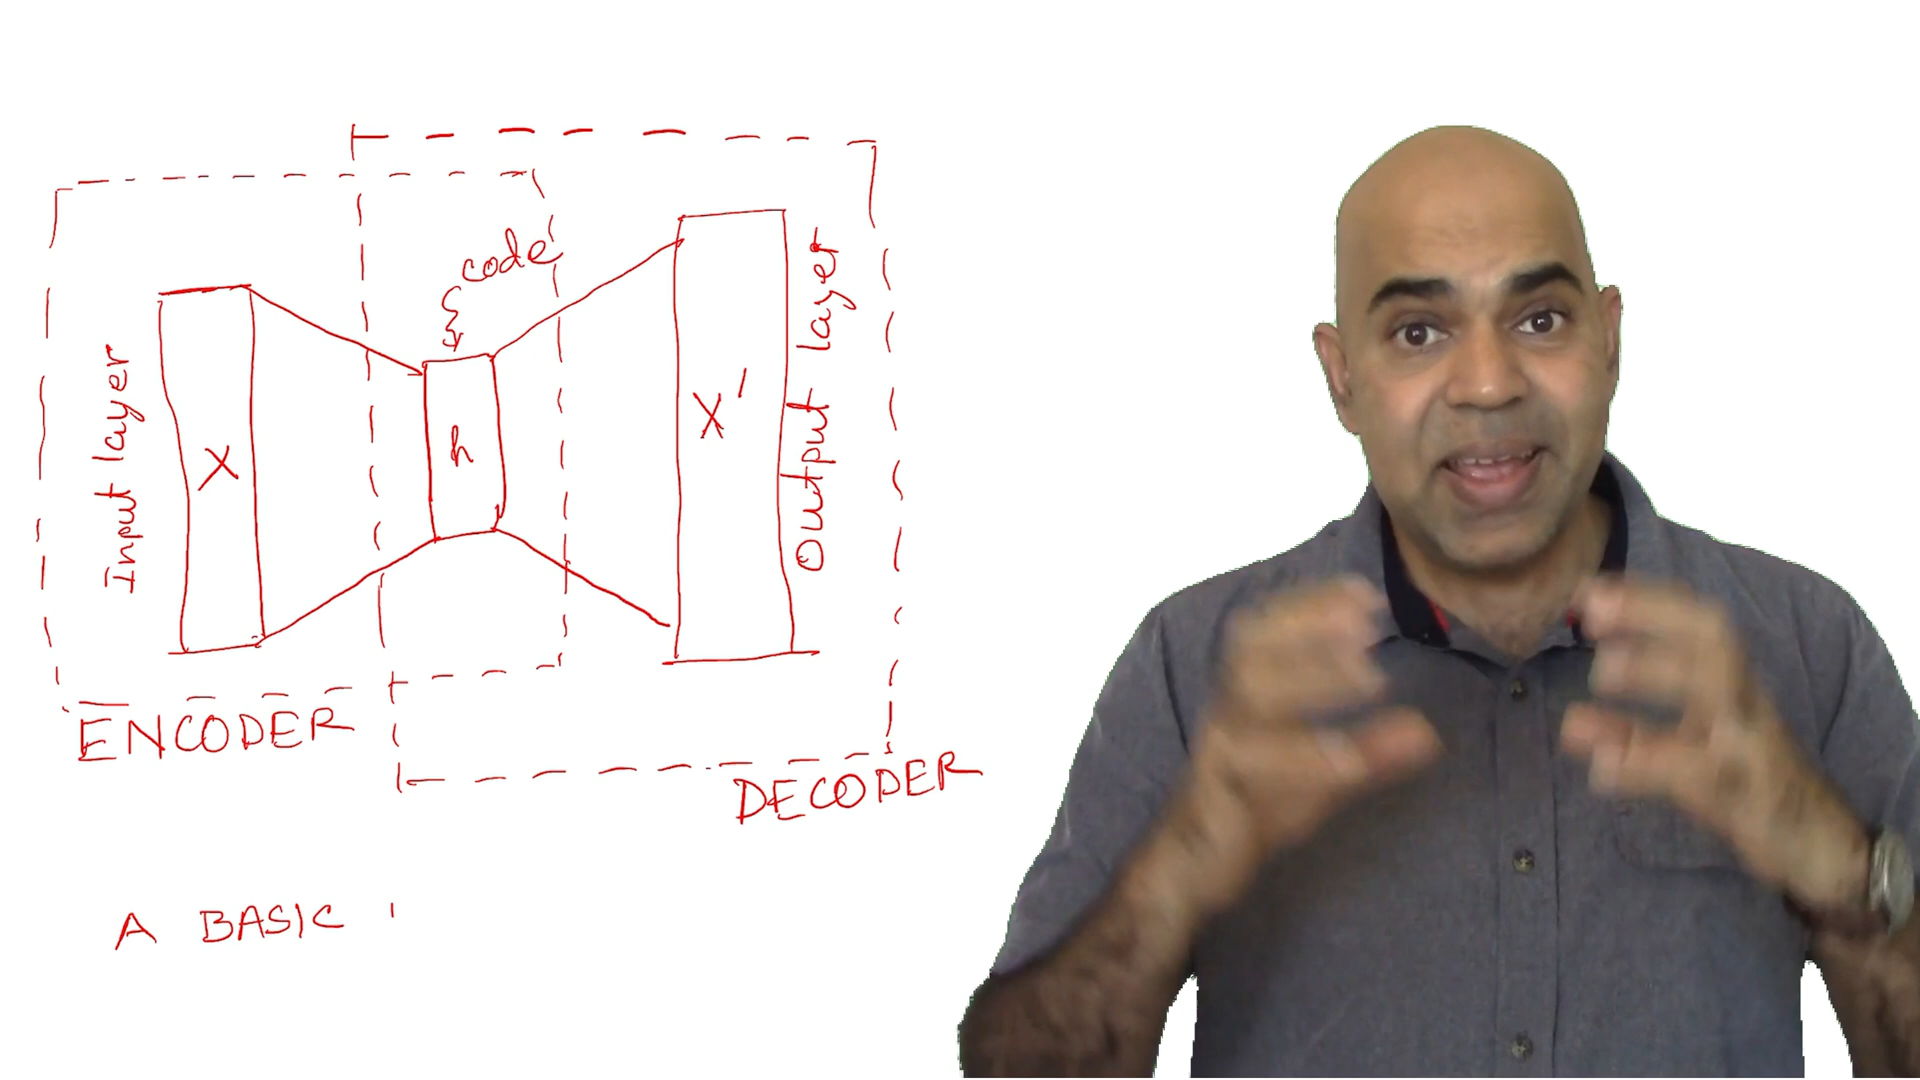 code
Input layer
X
h
X'
Output layer
ENCODER
DECODER
A BASIC